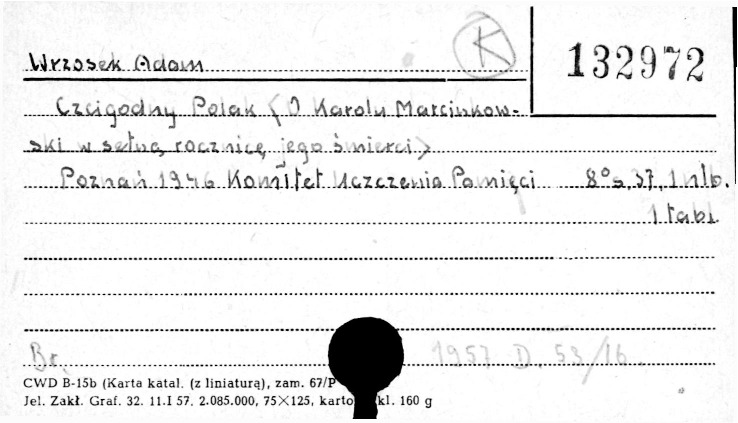 Wrzosek Adam
K
132972
Czcigodny Polak <O Karolu Marcinkow-
ski w setną rocznicę jego śmierci>
Poznań 1946 Komitet Uczczenia Pamięci 8° s. 37, 1 nlb.
1 tabl
Br. 1957 D. 53/16.
CWD B-15b (Karta katal. (z liniaturą), zam. 67/P
Jel. Zakł. Graf. 32. 11.I 57. 2.085.000, 75×125, karto kl. 160 g